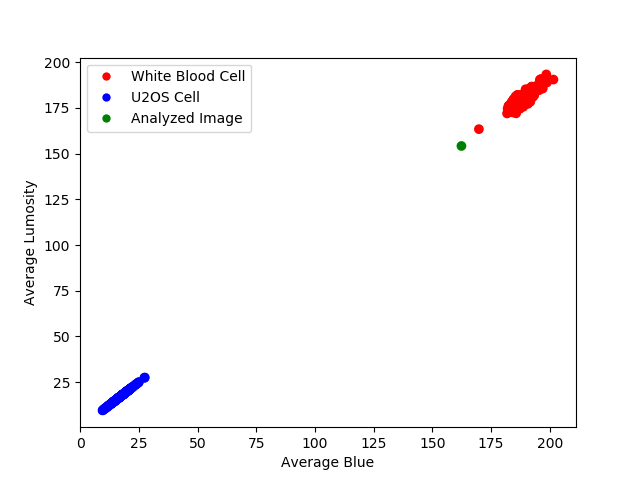 White Blood Cell
U2OS Cell
Analyzed Image
200
175
150
125
100
75
50
25
Average Lumosity
0 25 50 75 100 125 150 175 200
Average Blue